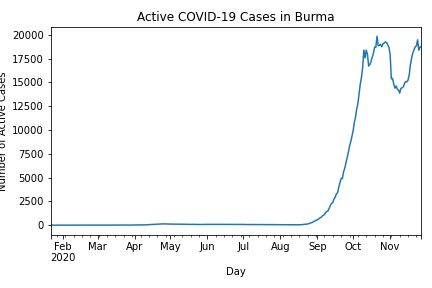 Active COVID-19 Cases in Burma
Number of Active Cases
20000
17500
15000
12500
10000
7500
5000
2500
0
Feb Mar Apr May Jun Jul Aug Sep Oct Nov
2020
Day